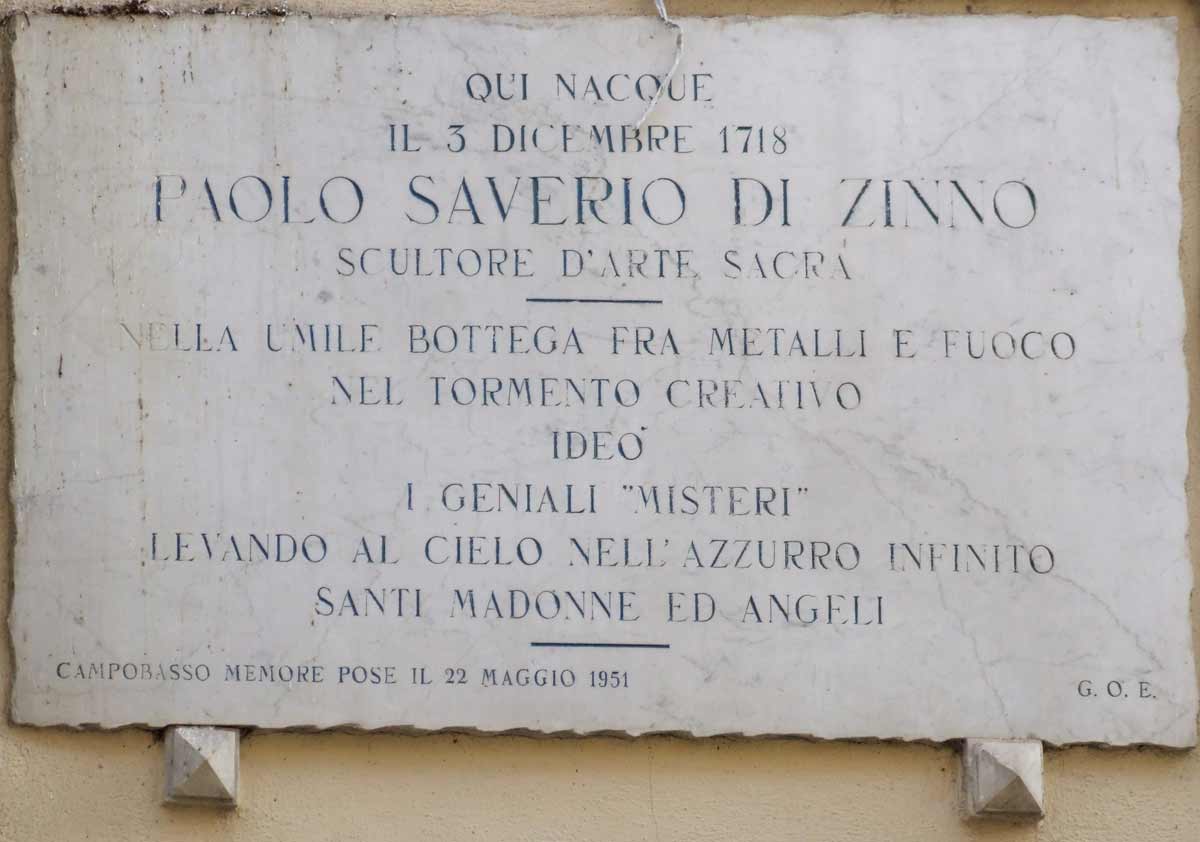 QUI NACQUE
IL 3 DICEMBRE 1718
PAOLO SAVERIO DI ZINNO
SCULTORE D'ARTE SACRA
NELLA UMILE BOTTEGA FRA METALLI E FUOCO
NEL TORMENTO CREATIVO
IDEO'
I GENIALI "MISTERI"
LEVANDO AL CIELO NELL'AZZURRO INFINITO
SANTI MADONNE ED ANGELI
CAMPOBASSO MEMORE POSE IL 22 MAGGIO 1951
G. O. E.